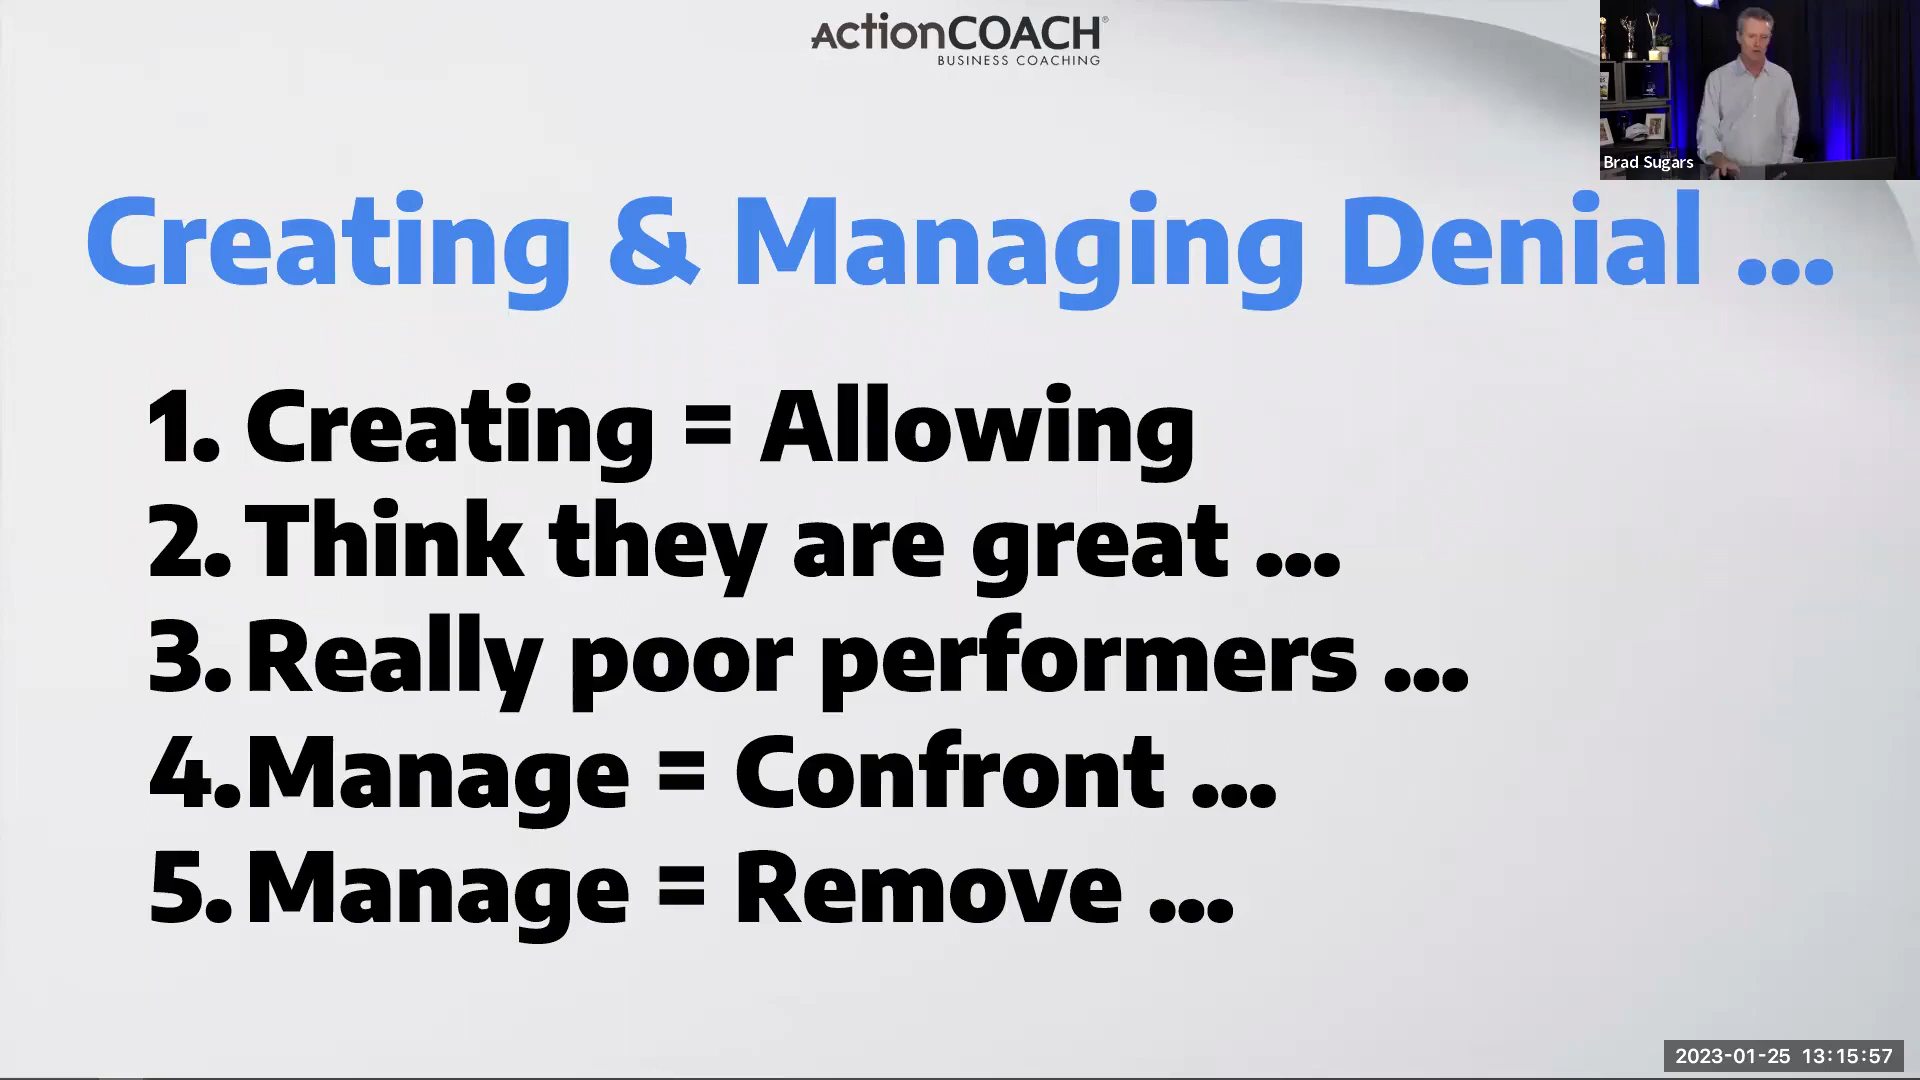 actionCOACH®
BUSINESS COACHING
Brad Sugars
Creating & Managing Denial ...
1. Creating = Allowing
2. Think they are great ...
3. Really poor performers ...
4. Manage = Confront ...
5. Manage = Remove ...
2023-01-25 13:15:57